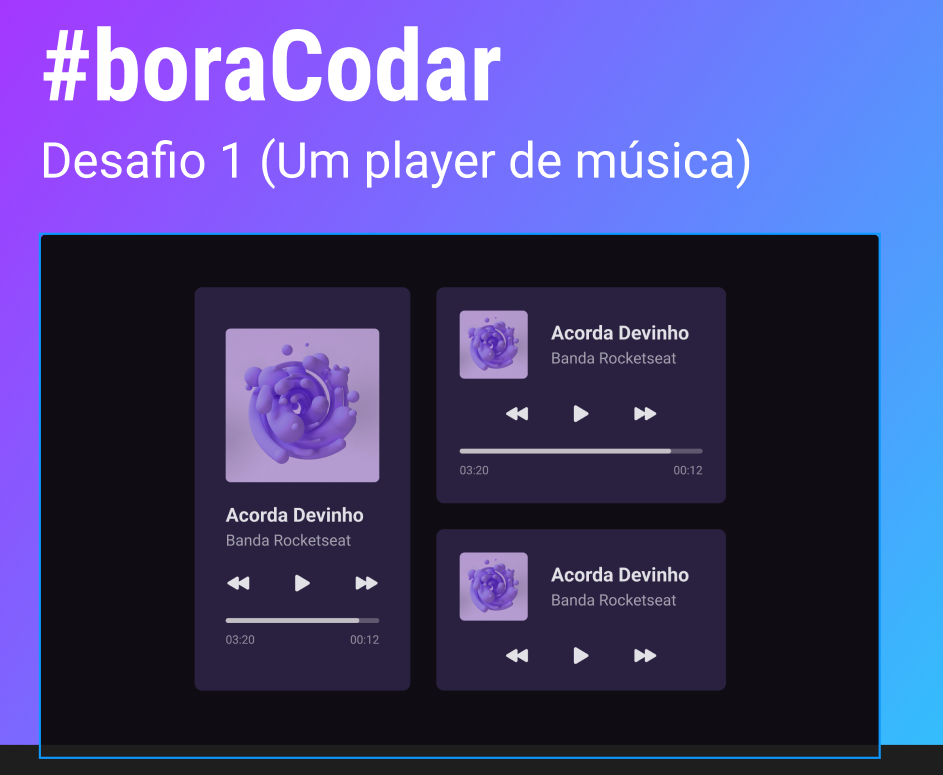 #boraCodar
Desafio 1 (Um player de música)
Acorda Devinho
Banda Rocketseat
03:20 00:12
Acorda Devinho
Banda Rocketseat
03:20 00:12
Acorda Devinho
Banda Rocketseat